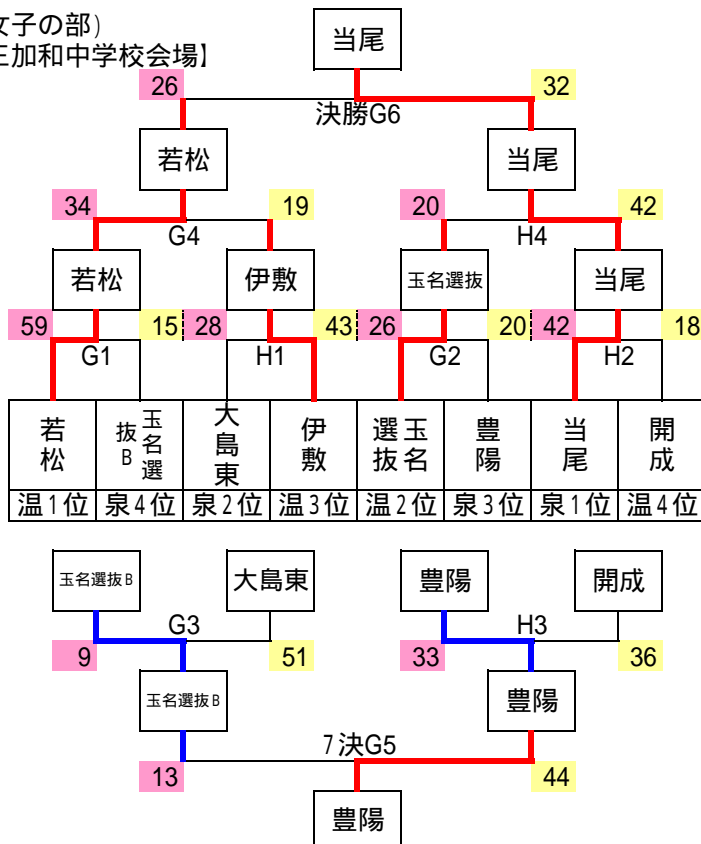 女子の部)
三加和中学校会場】
当尾
26
32
決勝G6
若松
当尾
34
19
20
42
G4
H4
若松
伊敷
玉名選抜
当尾
59
15
28
43
26
20
42
18
G1
H1
G2
H2
若松
玉名選抜B
大島東
伊敷
玉名選抜
豊陽
当尾
開成
温1位
泉4位
泉2位
温3位
温2位
泉3位
泉1位
温4位
玉名選抜B
大島東
豊陽
開成
G3
H3
9
51
33
36
玉名選抜B
豊陽
7決G5
13
44
豊陽